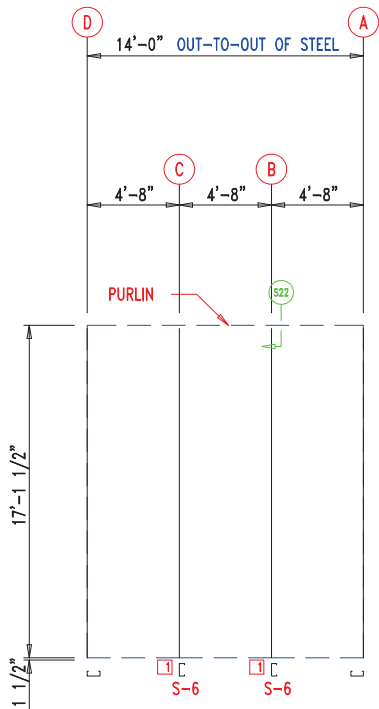 D A
14'-0" OUT-TO-OUT OF STEEL
C B
4'-8" 4'-8" 4'-8"
PURLIN
S22
17'-1 1/2"
1 1/2"
1 1
S-6 S-6